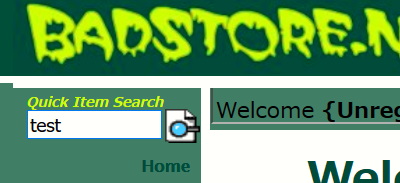 BADSTORE.N
Quick Item Search
test
Welcome {Unreg
Home
Welc